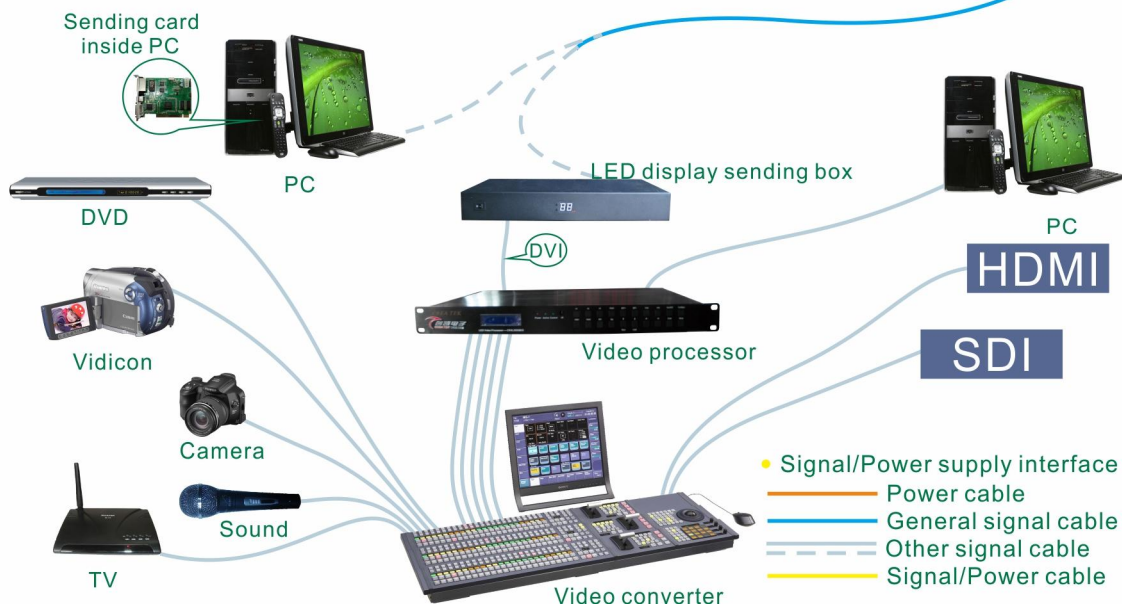 Sending card
inside PC
PC
LED display sending box
DVD
88
PC
DVI
HDMI
Vidicon
Video processor
SDI
Camera
Signal/Power supply interface
Power cable
Sound
General signal cable
Other signal cable
TV
Signal/Power cable
Video converter